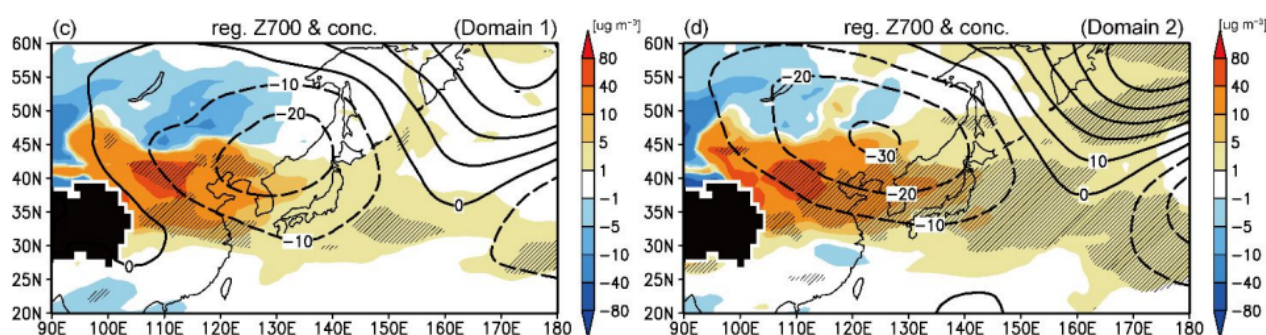 (c) reg. Z700 & conc. (Domain 1) [ug m⁻³]
60N
55N
50N
45N
40N
35N
30N
25N
20N
90E 100E 110E 120E 130E 140E 150E 160E 170E 180
−10
−20
−10
0
0
80
40
10
5
1
−1
−5
−10
−40
−80
(d) reg. Z700 & conc. (Domain 2) [ug m⁻³]
60N
55N
50N
45N
40N
35N
30N
25N
20N
90E 100E 110E 120E 130E 140E 150E 160E 170E 180
−20
−30
−20
−10
10
0
0
80
40
10
5
1
−1
−5
−10
−40
−80